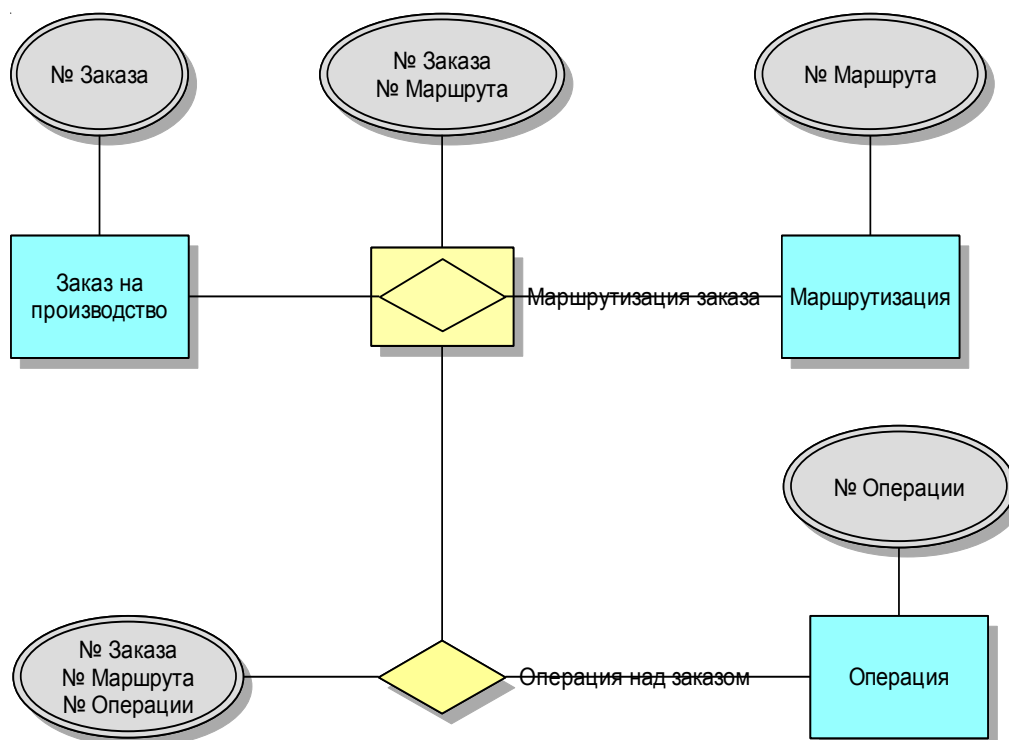 № Заказа
№ Заказа
№ Маршрута
№ Маршрута
Заказ на
производство
Маршрутизация заказа
Маршрутизация
№ Операции
№ Заказа
№ Маршрута
№ Операции
Операция над заказом
Операция